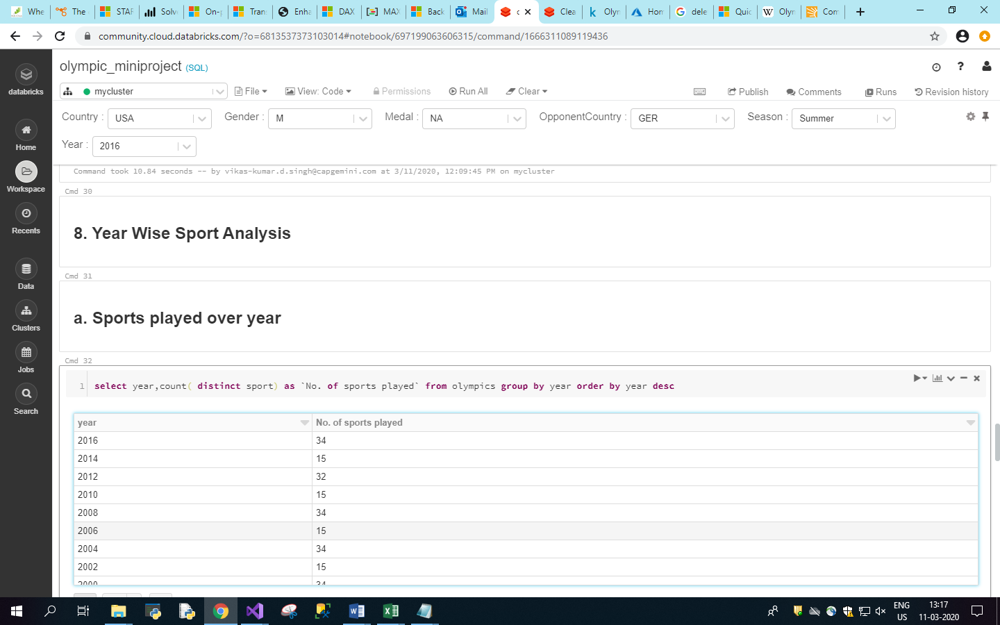 Whe
The
STAF
Solv
On-p
Tran
Enha
DAX
MAX
Back
Mail
Clea
Olyn
Hom
dele
Quic
Olyn
Com
community.cloud.databricks.com/?o=6813537373103014#notebook/697199063606315/command/1666311089119436
databricks
Home
Workspace
Recents
Data
Clusters
Jobs
Search
olympic_miniproject (SQL)
mycluster
File
View: Code
Permissions
Run All
Clear
Publish
Comments
Runs
Revision history
Country : USA
Gender : M
Medal : NA
OpponentCountry : GER
Season : Summer
Year : 2016
Command took 10.84 seconds -- by vikas-kumar.d.singh@capgemini.com at 3/11/2020, 12:09:45 PM on mycluster
Cmd 30
8. Year Wise Sport Analysis
Cmd 31
a. Sports played over year
Cmd 32
1 select year,count( distinct sport) as `No. of sports played` from olympics group by year order by year desc
year No. of sports played
2016 34
2014 15
2012 32
2010 15
2008 34
2006 15
2004 34
2002 15
2000 34
ENG
US
13:17
11-03-2020